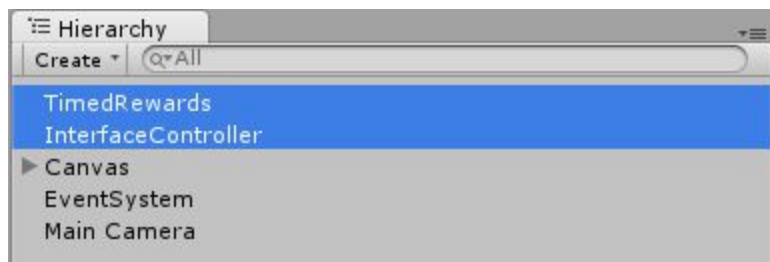 Hierarchy
Create All
TimedRewards
InterfaceController
Canvas
EventSystem
Main Camera